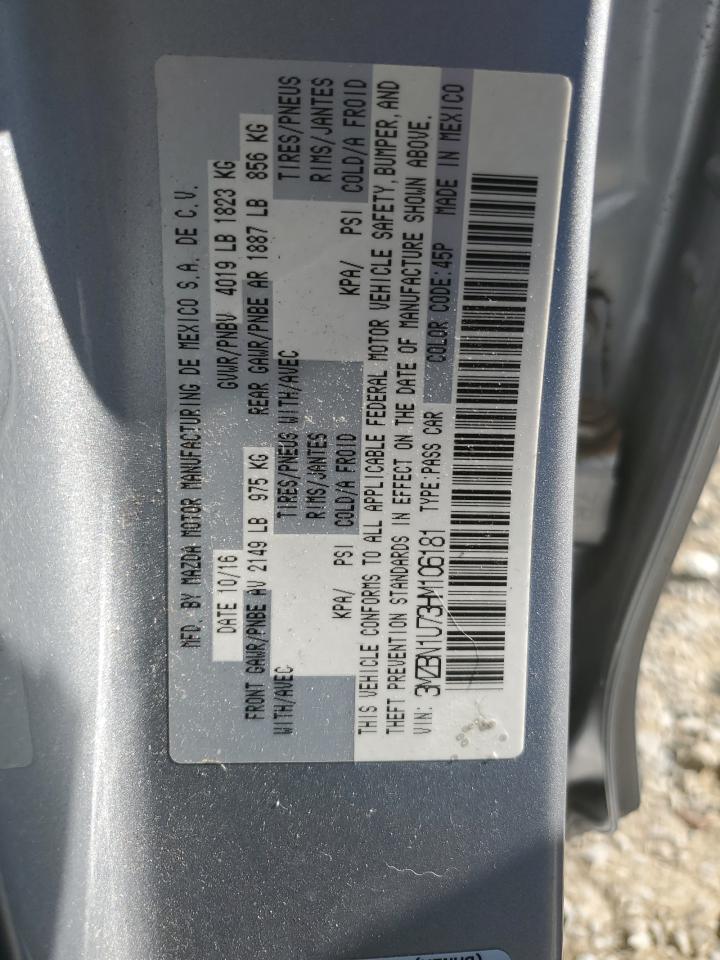 MFD. BY MAZDA MOTOR MANUFACTURING DE MEXICO S.A. DE C.V.
DATE 10/16 GVWR/PNBV 4019 LB 1823 KG
FRONT GAWR/PNBE AV 2149 LB 975 KG REAR GAWR/PNBE AR 1887 LB 856 KG
WITH/AVEC TIRES/PNEUS WITH/AVEC TIRES/PNEUS
RIMS/JANTES RIMS/JANTES
KPA/ PSI COLD/A FROID KPA/ PSI COLD/A FROID
THIS VEHICLE CONFORMS TO ALL APPLICABLE FEDERAL MOTOR VEHICLE SAFETY, BUMPER, AND
THEFT PREVENTION STANDARDS IN EFFECT ON THE DATE OF MANUFACTURE SHOWN ABOVE.
VIN: 3MZBN1U73HM106181 TYPE:PASS CAR COLOR CODE:45P MADE IN MEXICO